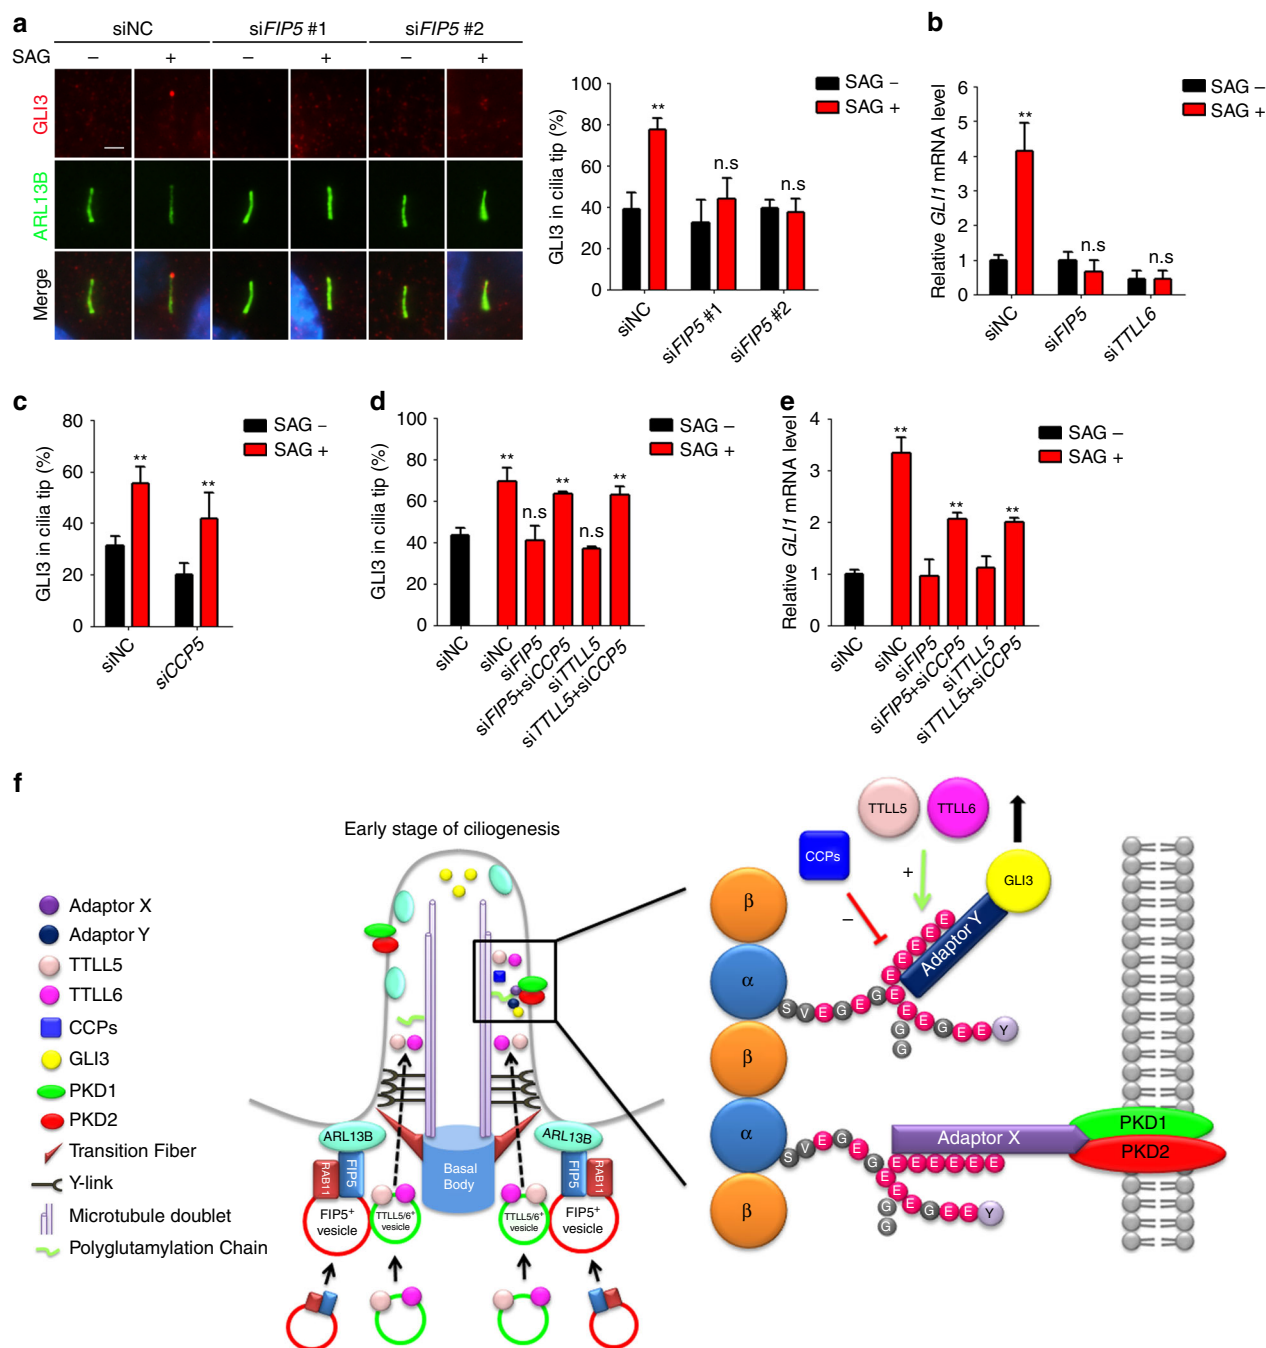 a
siNC siFIP5 #1 siFIP5 #2
SAG − + − + − +
GLI3
ARL13B
Merge
GLI3 in cilia tip (%)
100
80
60
40
20
0
**
n.s
n.s
siNC
siFIP5 #1
siFIP5 #2
SAG −
SAG +
b
Relative GLI1 mRNA level
6
5
4
3
2
1
0
**
n.s
n.s
siNC
siFIP5
siTTLL6
SAG −
SAG +
c
GLI3 in cilia tip (%)
80
60
40
20
0
**
**
siNC
siCCP5
SAG −
SAG +
d
GLI3 in cilia tip (%)
100
80
60
40
20
0
**
n.s
**
n.s
**
siNC
siNC
siFIP5
siFIP5+siCCP5
siTTLL5
siTTLL5+siCCP5
SAG −
SAG +
e
Relative GLI1 mRNA level
4
3
2
1
0
**
**
**
siNC
siNC
siFIP5
siFIP5+siCCP5
siTTLL5
siTTLL5+siCCP5
SAG −
SAG +
f
Early stage of ciliogenesis
Adaptor X
Adaptor Y
TTLL5
TTLL6
CCPs
GLI3
PKD1
PKD2
Transition Fiber
Y-link
Microtubule doublet
Polyglutamylation Chain
ARL13B
ARL13B
RAB11
FIP5
Basal
Body
FIP5
RAB11
FIP5+
vesicle
TTLL5/6+
vesicle
TTLL5/6+
vesicle
FIP5+
vesicle
TTLL5
TTLL6
CCPs
+
−
GLI3
Adaptor Y
β
α
β
α
β
E E E E E E
S V E G E G E
E E G E E Y
G
G
Adaptor X
PKD1
PKD2
S V E G E G E E E E E E E
E E G E E Y
G
G